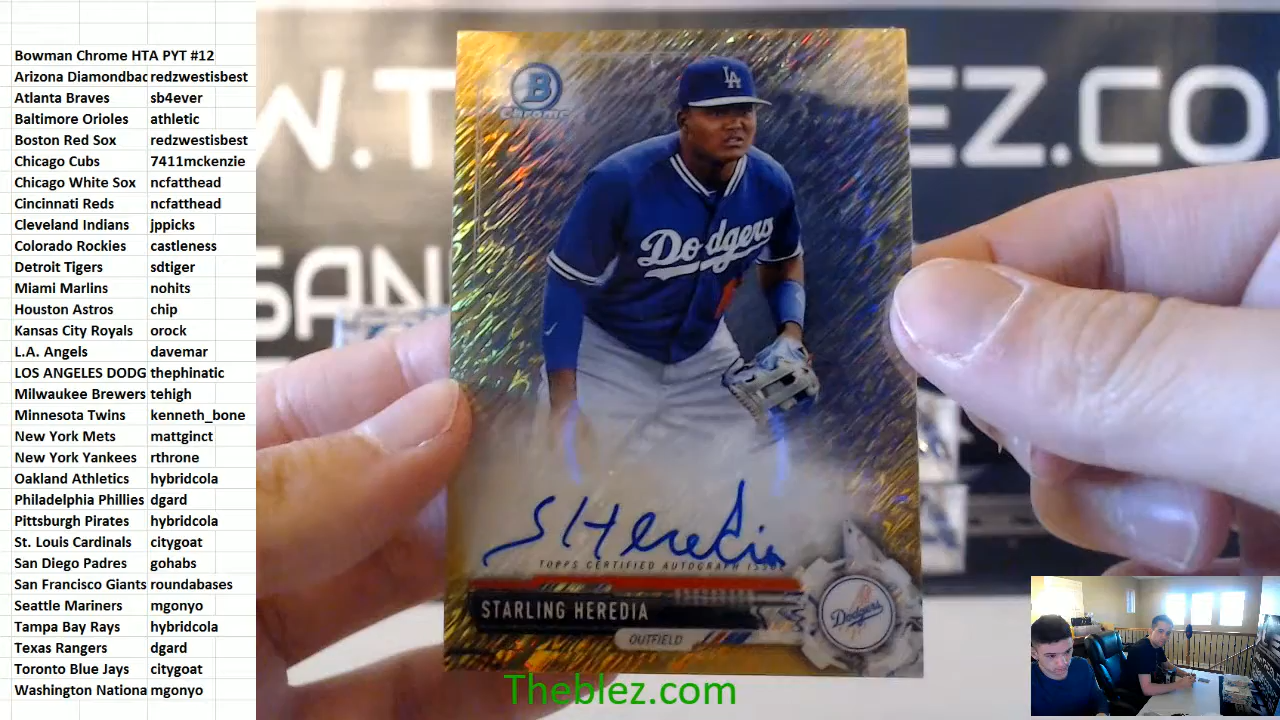 Bowman Chrome HTA PYT #12
Arizona Diamondbac redzwestisbest
Atlanta Braves sb4ever
Baltimore Orioles athletic
Boston Red Sox redzwestisbest
Chicago Cubs 7411mckenzie
Chicago White Sox ncfatthead
Cincinnati Reds ncfatthead
Cleveland Indians jppicks
Colorado Rockies castleness
Detroit Tigers sdtiger
Miami Marlins nohits
Houston Astros chip
Kansas City Royals orock
L.A. Angels davemar
LOS ANGELES DODG thephinatic
Milwaukee Brewers tehlgh
Minnesota Twins kenneth_bone
New York Mets mattginct
New York Yankees rthrone
Oakland Athletics hybridcola
Philadelphia Phillies dgard
Pittsburgh Pirates hybridcola
St. Louis Cardinals citygoat
San Diego Padres gohabs
San Francisco Giants roundabases
Seattle Mariners mgonyo
Tampa Bay Rays hybridcola
Texas Rangers dgard
Toronto Blue Jays citygoat
Washington Nationa mgonyo
W.T
EZ.CO
SAN
B
Chrome
LA
Dodgers
S Heredia
TOPPS CERTIFIED AUTOGRAPH ISSUE
STARLING HEREDIA
OUTFIELD
Dodgers
Theblez.com